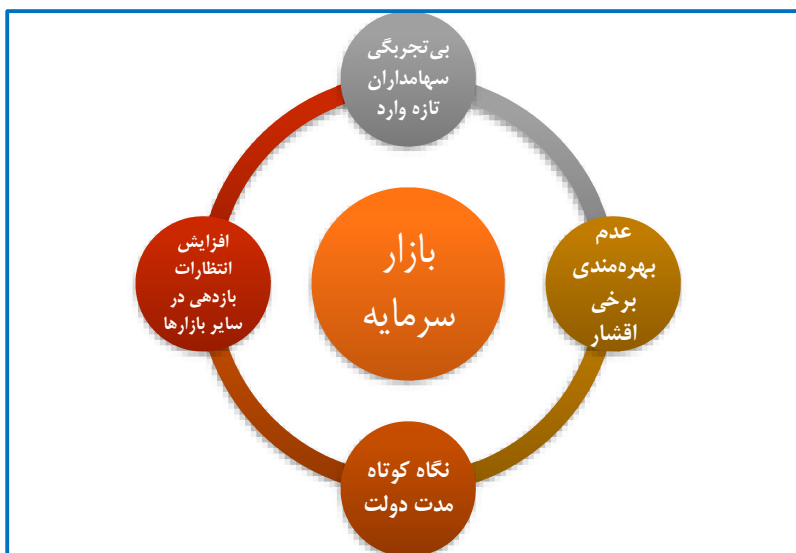 بی‌تجربگی
سهامداران
تازه وارد
عدم
بهره‌مندی
برخی
اقشار
بازار
سرمایه
افزایش
انتظارات
بازدهی در
سایر بازارها
نگاه کوتاه
مدت دولت